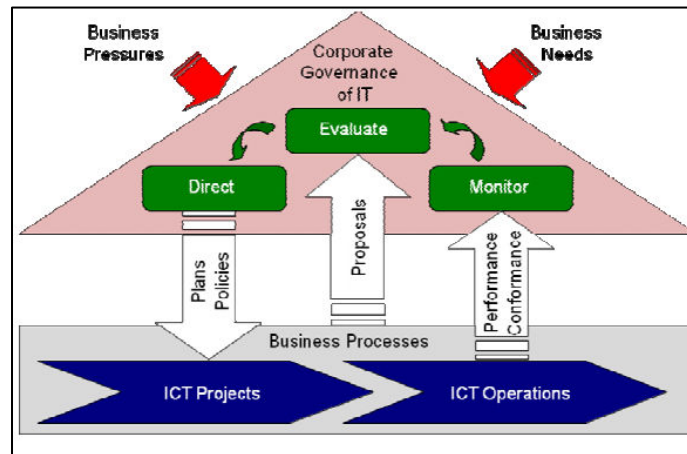 Business
Pressures
Business
Needs
Corporate
Governance
of IT
Evaluate
Direct
Monitor
Plans
Policies
Proposals
Performance
Conformance
Business Processes
ICT Projects
ICT Operations